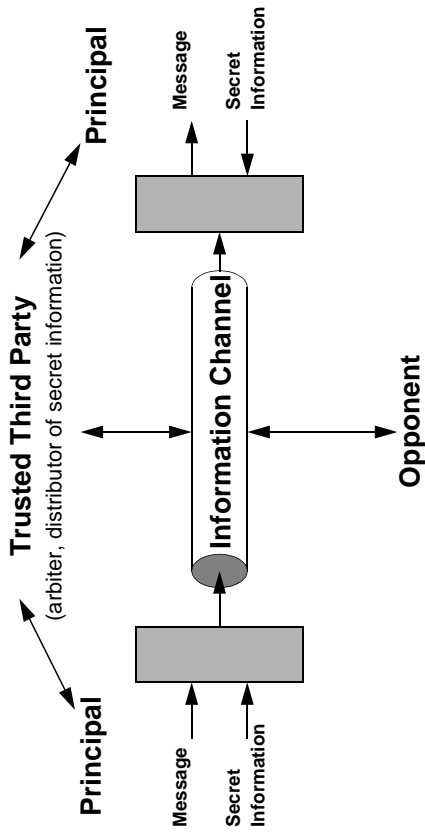 Trusted Third Party
(arbiter, distributor of secret information)
Principal
Principal
Message
Secret
Information
Information Channel
Message
Secret
Information
Opponent